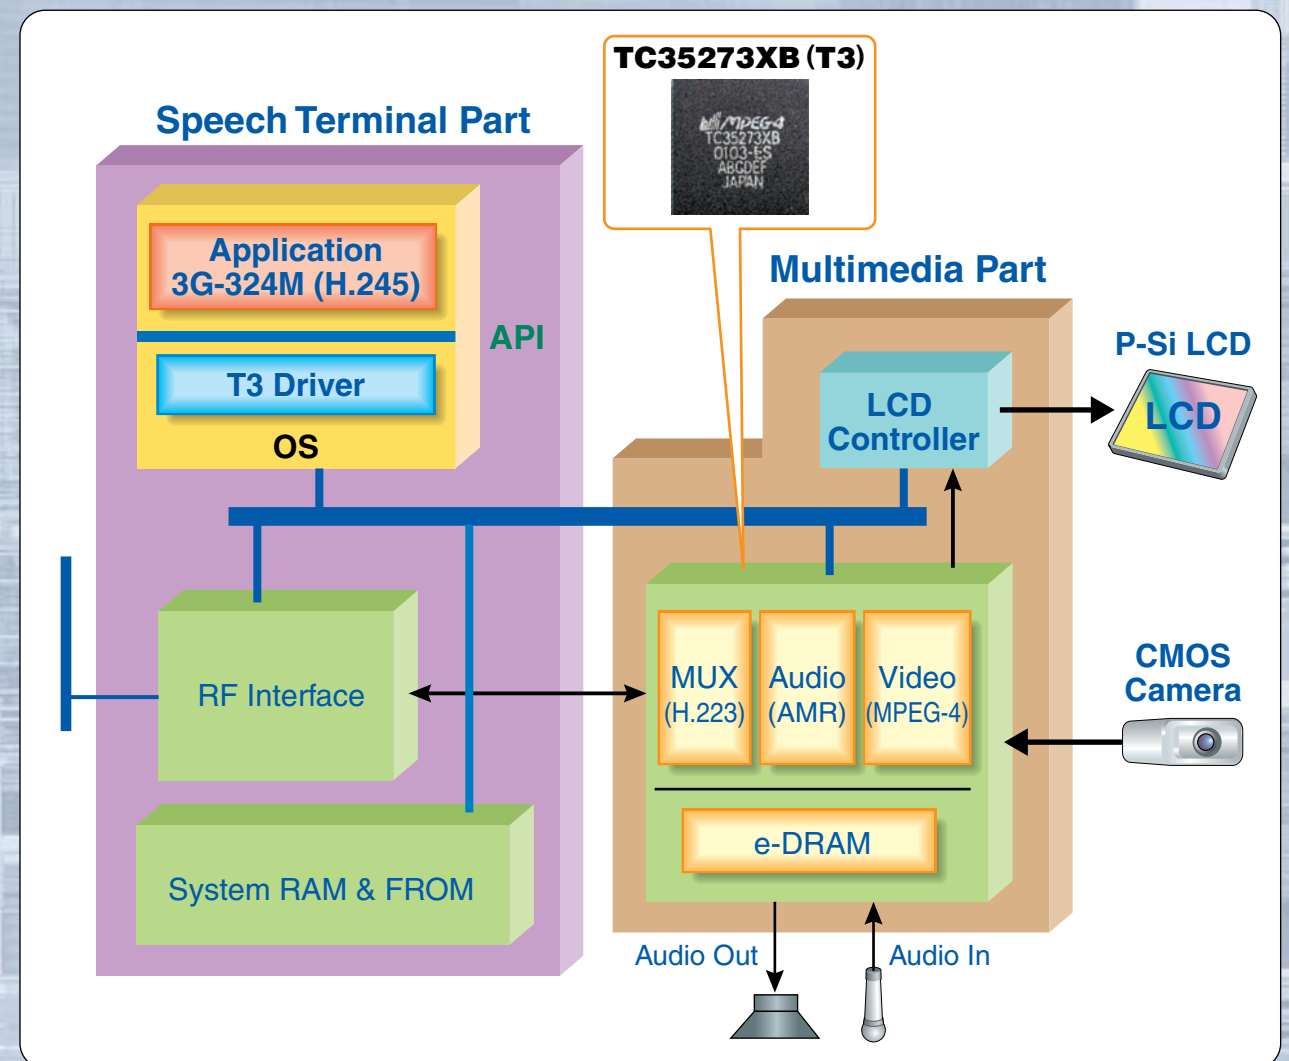 TC35273XB (T3)
MPEG-4
TC35273XB
0103-ES
ABGDEF
JAPAN
Speech Terminal Part
Application
3G-324M (H.245)
API
T3 Driver
OS
Multimedia Part
P-Si LCD
LCD
LCD
Controller
RF Interface
MUX
(H.223)
Audio
(AMR)
Video
(MPEG-4)
CMOS
Camera
e-DRAM
System RAM & FROM
Audio Out
Audio In